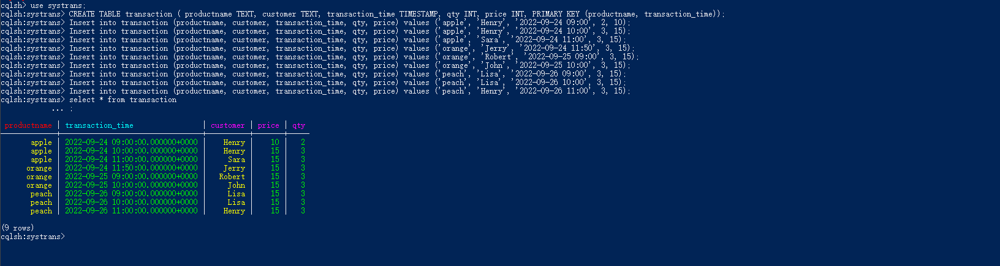 cqlsh> use systrans;
cqlsh:systrans> CREATE TABLE transaction ( productname TEXT, customer TEXT, transaction_time TIMESTAMP, qty INT, price INT, PRIMARY KEY (productname, transaction_time));
cqlsh:systrans> Insert into transaction (productname, customer, transaction_time, qty, price) values ('apple', 'Henry', '2022-09-24 09:00', 2, 10);
cqlsh:systrans> Insert into transaction (productname, customer, transaction_time, qty, price) values ('apple', 'Henry', '2022-09-24 10:00', 3, 15);
cqlsh:systrans> Insert into transaction (productname, customer, transaction_time, qty, price) values ('apple', 'Sara', '2022-09-24 11:00', 3, 15);
cqlsh:systrans> Insert into transaction (productname, customer, transaction_time, qty, price) values ('orange', 'Jerry', '2022-09-24 11:50', 3, 15);
cqlsh:systrans> Insert into transaction (productname, customer, transaction_time, qty, price) values ('orange', 'Robert', '2022-09-25 09:00', 3, 15);
cqlsh:systrans> Insert into transaction (productname, customer, transaction_time, qty, price) values ('orange', 'John', '2022-09-25 10:00', 3, 15);
cqlsh:systrans> Insert into transaction (productname, customer, transaction_time, qty, price) values ('peach', 'Lisa', '2022-09-26 09:00', 3, 15);
cqlsh:systrans> Insert into transaction (productname, customer, transaction_time, qty, price) values ('peach', 'Lisa', '2022-09-26 10:00', 3, 15);
cqlsh:systrans> Insert into transaction (productname, customer, transaction_time, qty, price) values ('peach', 'Henry', '2022-09-26 11:00', 3, 15);
cqlsh:systrans> select * from transaction
... ;
productname | transaction_time | customer | price | qty
apple | 2022-09-24 09:00:00.000000+0000 | Henry | 10 | 2
apple | 2022-09-24 10:00:00.000000+0000 | Henry | 15 | 3
apple | 2022-09-24 11:00:00.000000+0000 | Sara | 15 | 3
orange | 2022-09-24 11:50:00.000000+0000 | Jerry | 15 | 3
orange | 2022-09-25 09:00:00.000000+0000 | Robert | 15 | 3
orange | 2022-09-25 10:00:00.000000+0000 | John | 15 | 3
peach | 2022-09-26 09:00:00.000000+0000 | Lisa | 15 | 3
peach | 2022-09-26 10:00:00.000000+0000 | Lisa | 15 | 3
peach | 2022-09-26 11:00:00.000000+0000 | Henry | 15 | 3
(9 rows)
cqlsh:systrans>